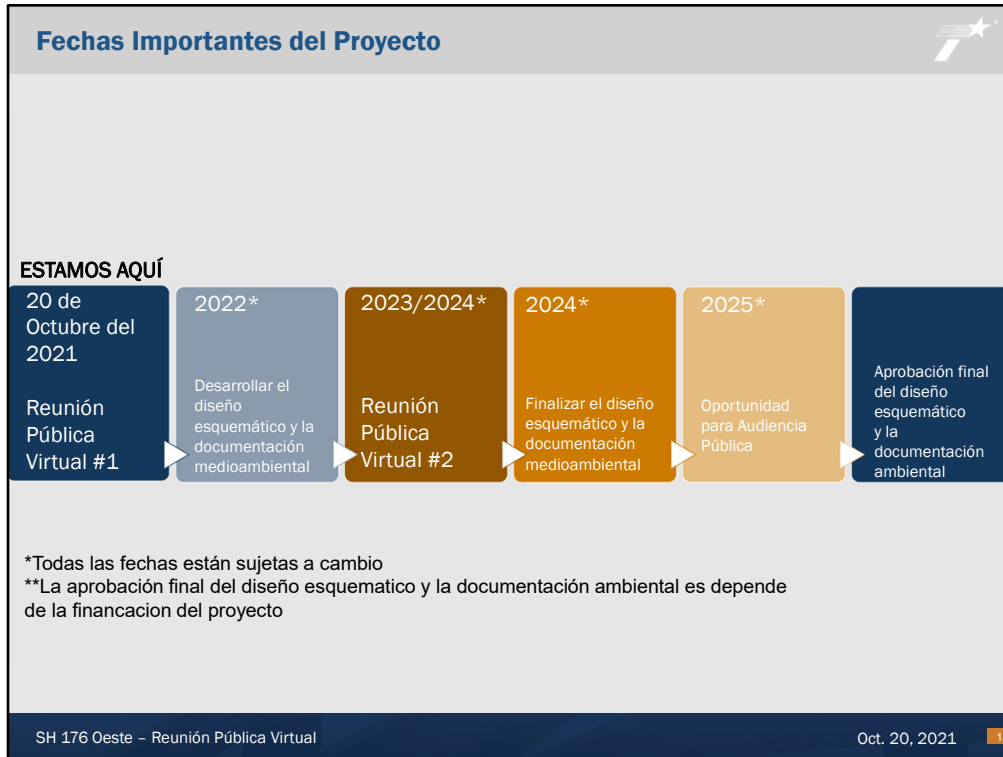 Fechas Importantes del Proyecto
ESTAMOS AQUÍ
20 de
Octubre del
2021
Reunión
Pública
Virtual #1
2022*
Desarrollar el
diseño
esquemático y la
documentación
medioambiental
2023/2024*
Reunión
Pública
Virtual #2
2024*
Finalizar el diseño
esquemático y la
documentación
medioambiental
2025*
Oportunidad
para Audiencia
Pública
Aprobación final
del diseño
esquemático
y la
documentación
ambiental
*Todas las fechas están sujetas a cambio
**La aprobación final del diseño esquematico y la documentación ambiental es depende
de la financacion del proyecto
SH 176 Oeste – Reunión Pública Virtual
Oct. 20, 2021